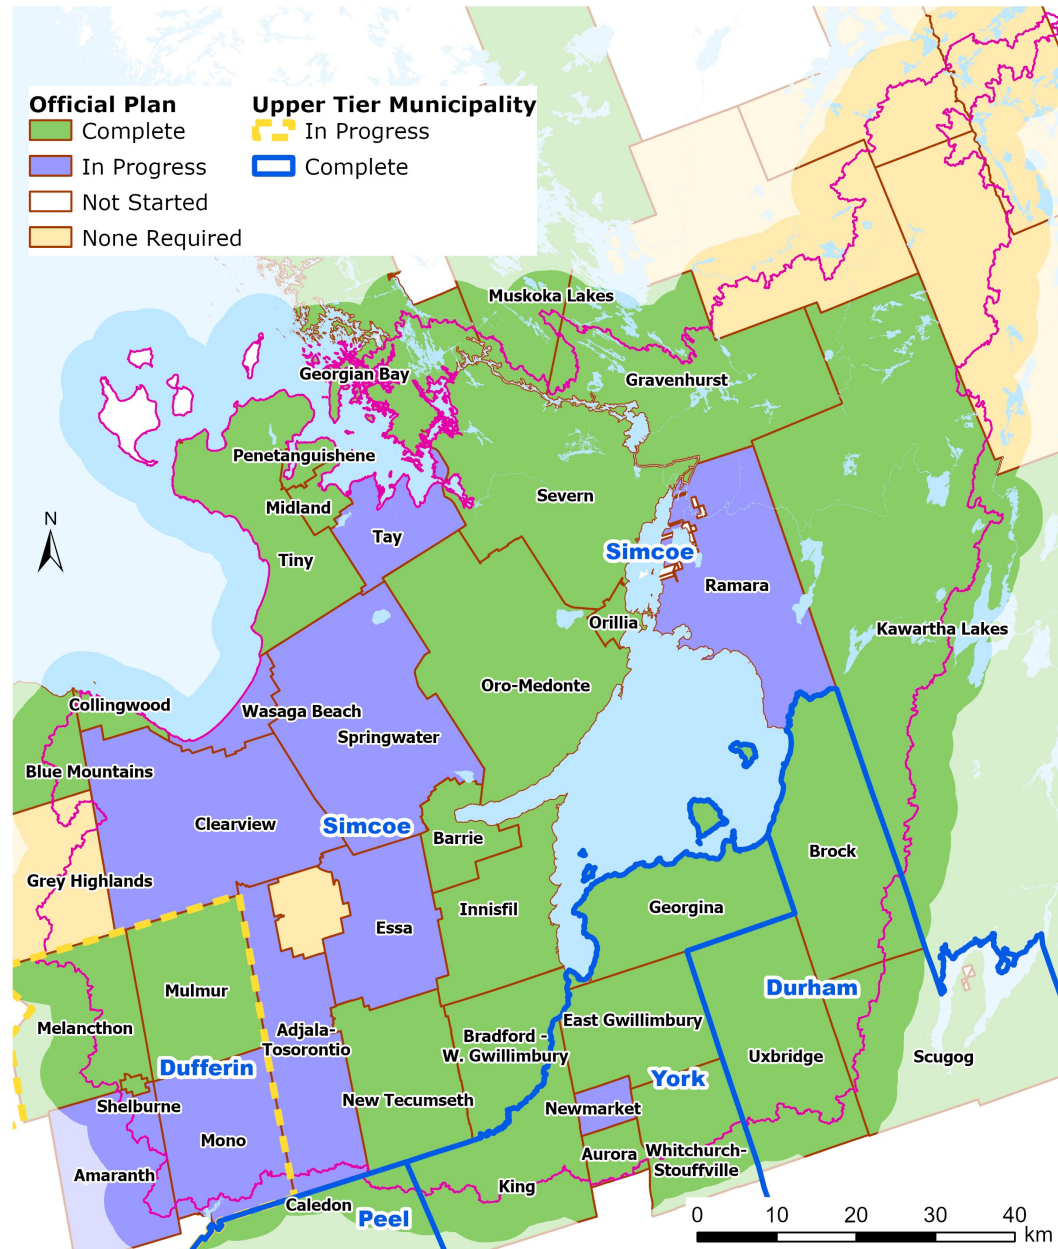 Official Plan
Complete
In Progress
Not Started
None Required
Upper Tier Municipality
In Progress
Complete
Muskoka Lakes
Georgian Bay
Gravenhurst
Penetanguishene
Severn
Midland
Tay
N
Simcoe
Tiny
Ramara
Orillia
Kawartha Lakes
Oro-Medonte
Collingwood
Wasaga Beach
Springwater
Blue Mountains
Clearview
Simcoe
Barrie
Brock
Grey Highlands
Innisfil
Georgina
Essa
Mulmur
Durham
Melancthon
Adjala-
Tosorontio
East Gwillimbury
Bradford -
W. Gwillimbury
Uxbridge
Scugog
Dufferin
York
Shelburne
New Tecumseth
Newmarket
Mono
Aurora
Whitchurch-
Stouffville
Amaranth
King
Caledon
Peel
0 10 20 30 40
km